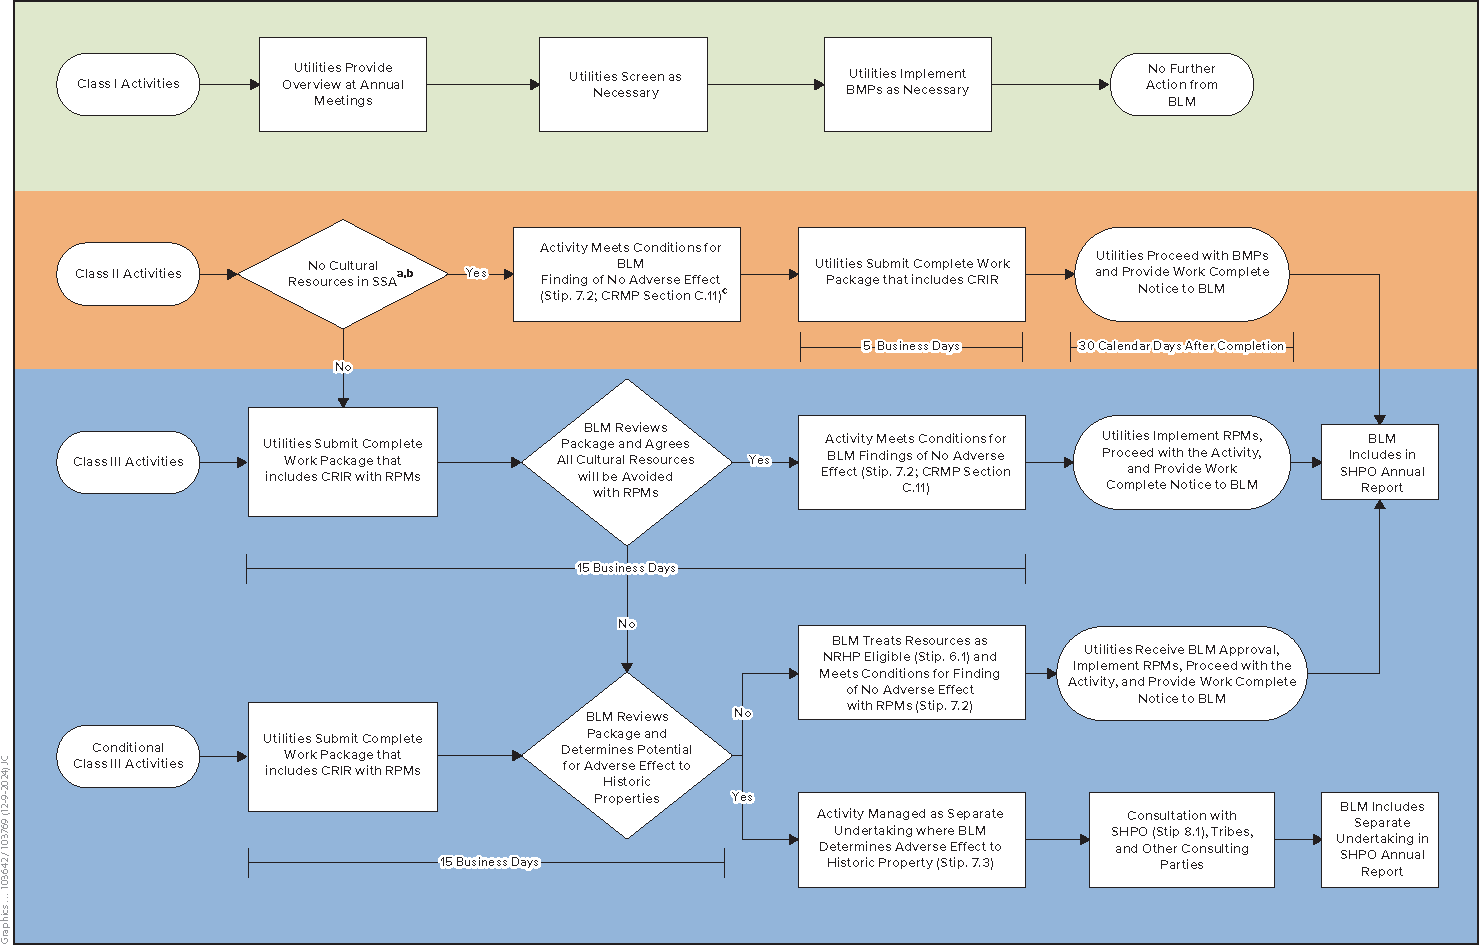 Class I Activities
Utilities Provide
Overview at Annual
Meetings
Utilities Screen as
Necessary
Utilities Implement
BMPs as Necessary
No Further
Action from
BLM
Class II Activities
No Cultural
Resources in SSAa,b
Yes
Activity Meets Conditions for
BLM
Finding of No Adverse Effect
(Stip. 7.2; CRMP Section C.11)c
Utilities Submit Complete Work
Package that includes CRIR
Utilities Proceed with BMPs
and Provide Work Complete
Notice to BLM
5 Business Days
30 Calendar Days After Completion
No
Class III Activities
Utilities Submit Complete
Work Package that
includes CRIR with RPMs
BLM Reviews
Package and Agrees
All Cultural Resources
will be Avoided
with RPMs
Yes
Activity Meets Conditions for
BLM Findings of No Adverse
Effect (Stip. 7.2; CRMP Section
C.11)
Utilities Implement RPMs,
Proceed with the Activity,
and Provide Work
Complete Notice to BLM
BLM
Includes in
SHPO Annual
Report
15 Business Days
No
Conditional
Class III Activities
Utilities Submit Complete
Work Package that
includes CRIR with RPMs
BLM Reviews
Package and
Determines Potential
for Adverse Effect to
Historic
Properties
No
BLM Treats Resources as
NRHP Eligible (Stip. 6.1) and
Meets Conditions for Finding
of No Adverse Effect
with RPMs (Stip. 7.2)
Utilities Receive BLM Approval,
Implement RPMs, Proceed with the
Activity, and Provide Work Complete
Notice to BLM
Yes
Activity Managed as Separate
Undertaking where BLM
Determines Adverse Effect to
Historic Property (Stip. 7.3)
Consultation with
SHPO (Stip 8.1), Tribes,
and Other Consulting
Parties
BLM Includes
Separate
Undertaking in
SHPO Annual
Report
15 Business Days
Graphics ... 103642 / 103769 (12-9-2024) JC